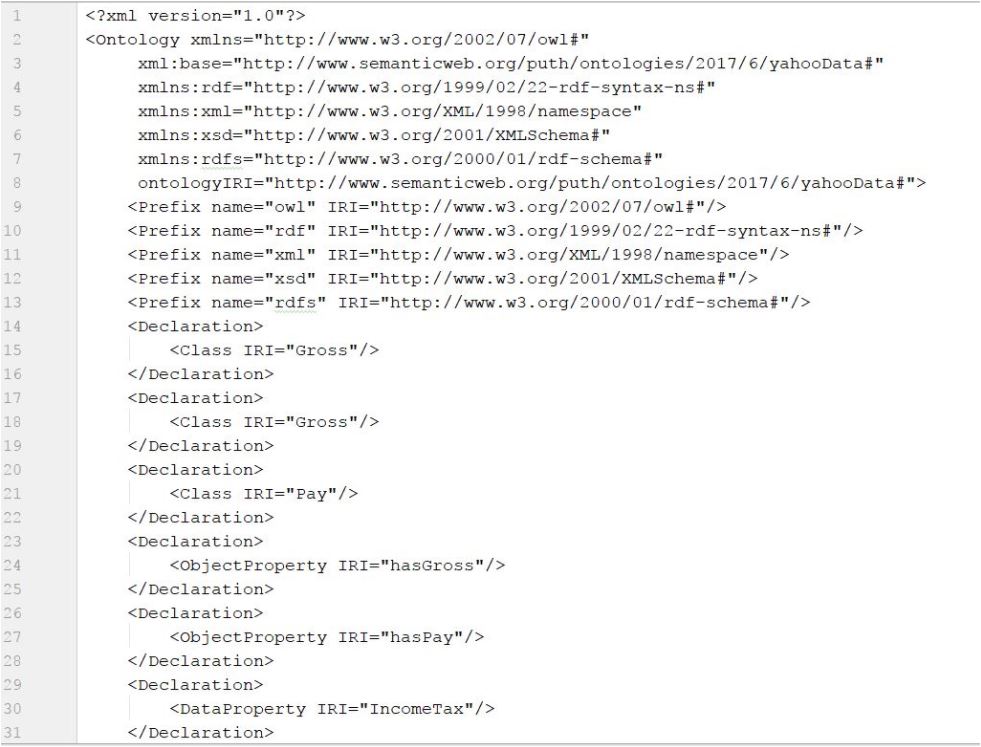 1 <?xml version="1.0"?>
2 <Ontology xmlns="http://www.w3.org/2002/07/owl#"
3 xml:base="http://www.semanticweb.org/puth/ontologies/2017/6/yahooData#"
4 xmlns:rdf="http://www.w3.org/1999/02/22-rdf-syntax-ns#"
5 xmlns:xml="http://www.w3.org/XML/1998/namespace"
6 xmlns:xsd="http://www.w3.org/2001/XMLSchema#"
7 xmlns:rdfs="http://www.w3.org/2000/01/rdf-schema#"
8 ontologyIRI="http://www.semanticweb.org/puth/ontologies/2017/6/yahooData#">
9 <Prefix name="owl" IRI="http://www.w3.org/2002/07/owl#"/>
10 <Prefix name="rdf" IRI="http://www.w3.org/1999/02/22-rdf-syntax-ns#"/>
11 <Prefix name="xml" IRI="http://www.w3.org/XML/1998/namespace"/>
12 <Prefix name="xsd" IRI="http://www.w3.org/2001/XMLSchema#"/>
13 <Prefix name="rdfs" IRI="http://www.w3.org/2000/01/rdf-schema#"/>
14 <Declaration>
15 <Class IRI="Gross"/>
16 </Declaration>
17 <Declaration>
18 <Class IRI="Gross"/>
19 </Declaration>
20 <Declaration>
21 <Class IRI="Pay"/>
22 </Declaration>
23 <Declaration>
24 <ObjectProperty IRI="hasGross"/>
25 </Declaration>
26 <Declaration>
27 <ObjectProperty IRI="hasPay"/>
28 </Declaration>
29 <Declaration>
30 <DataProperty IRI="IncomeTax"/>
31 </Declaration>